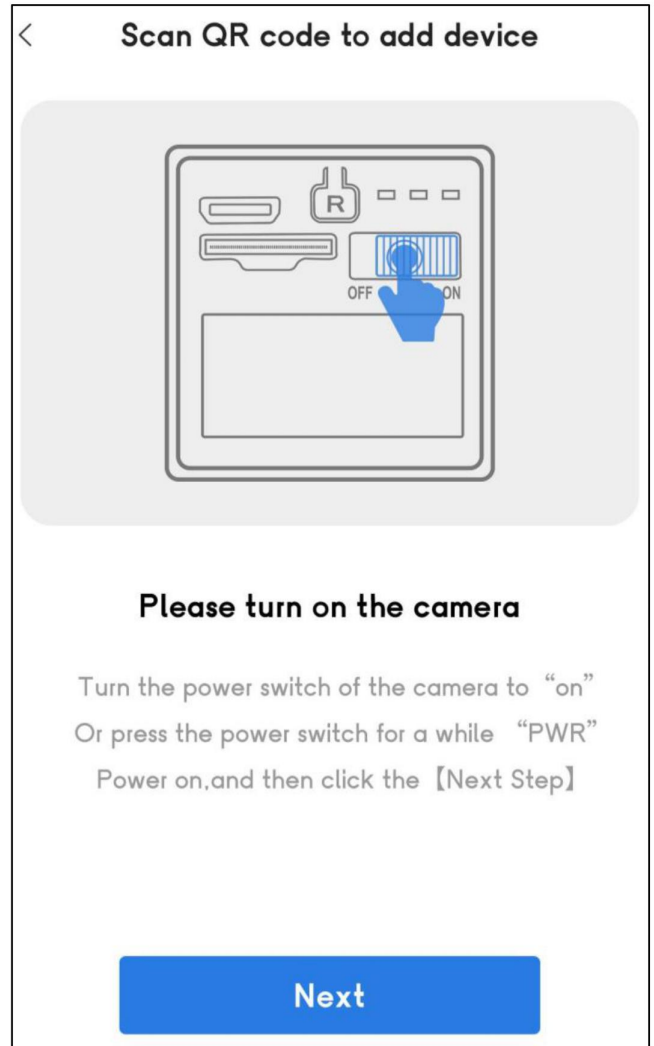 Scan QR code to add device
R
OFF ON
Please turn on the camera
Turn the power switch of the camera to “on”
Or press the power switch for a while “PWR”
Power on,and then click the【Next Step】
Next